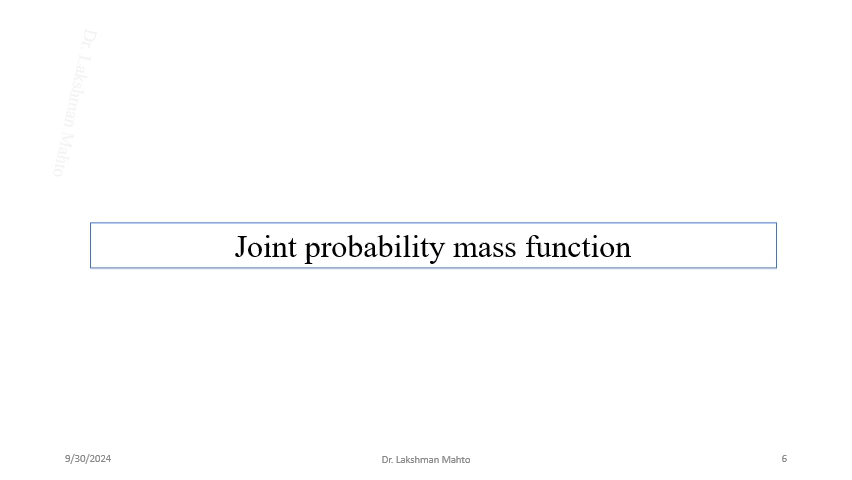 Dr. Lakshman Mahto
Joint probability mass function
9/30/2024
Dr. Lakshman Mahto
6